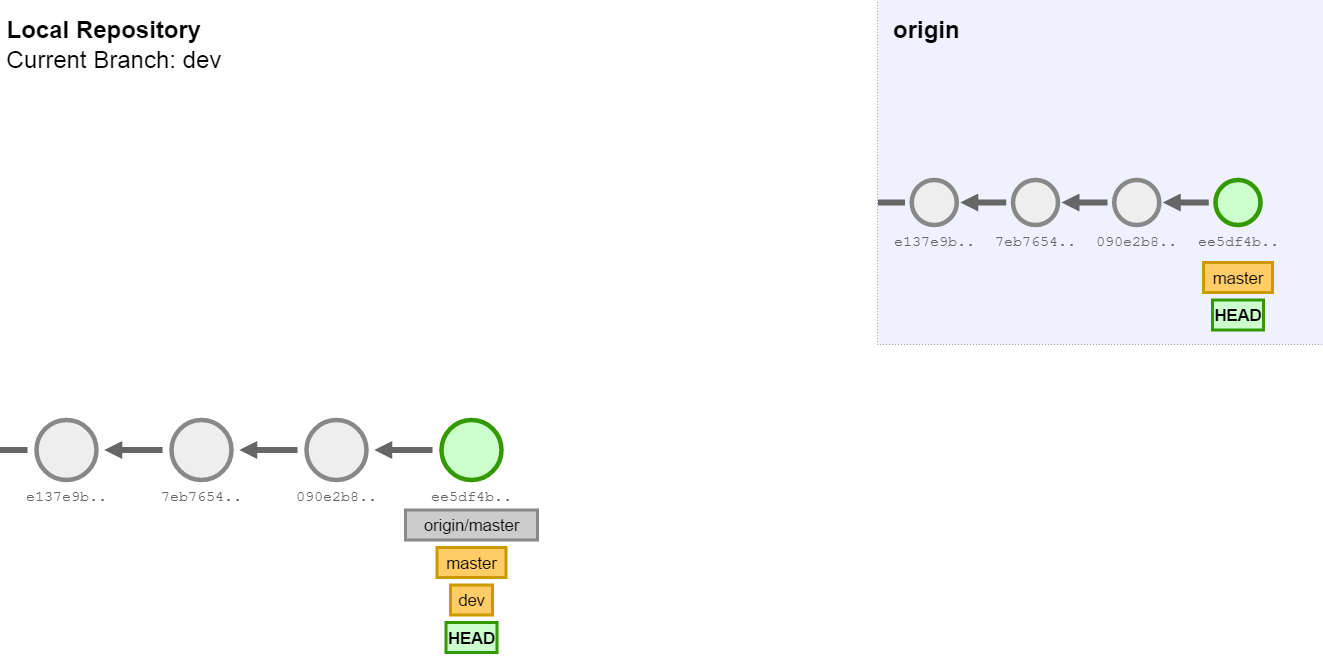 Local Repository
Current Branch: dev
origin
e137e9b.. 7eb7654.. 090e2b8.. ee5df4b..
master
HEAD
e137e9b.. 7eb7654.. 090e2b8.. ee5df4b..
origin/master
master
dev
HEAD